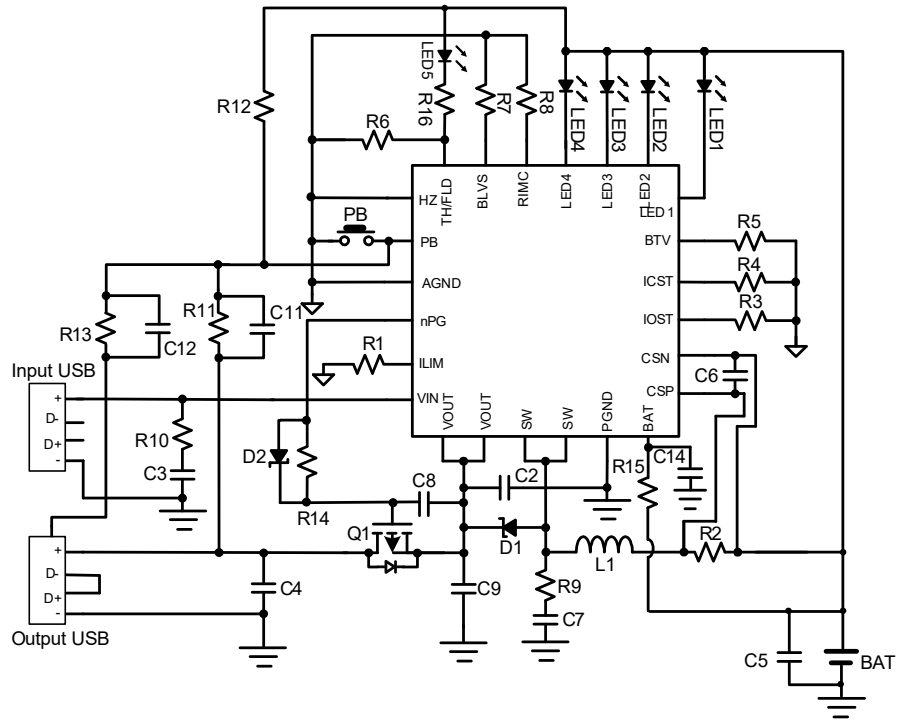 LED5
R12
R16
R7
R8
LED4
LED3
LED2
LED1
R6
TH/FLD
BLVS
RIMC
LED4
LED3
LED2
LED1
HZ
PB
PB
BTV
R5
AGND
ICST
R4
R13
C12
R11
C11
nPG
IOST
R3
R1
ILIM
CSN
C6
CSP
Input USB
+
D-
D+
-
VIN
VOUT
VOUT
SW
SW
PGND
BAT
R10
C3
D2
R14
C8
C2
R15
C14
Q1
D1
L1
R2
+
D-
D+
-
Output USB
C4
C9
R9
C7
C5
BAT